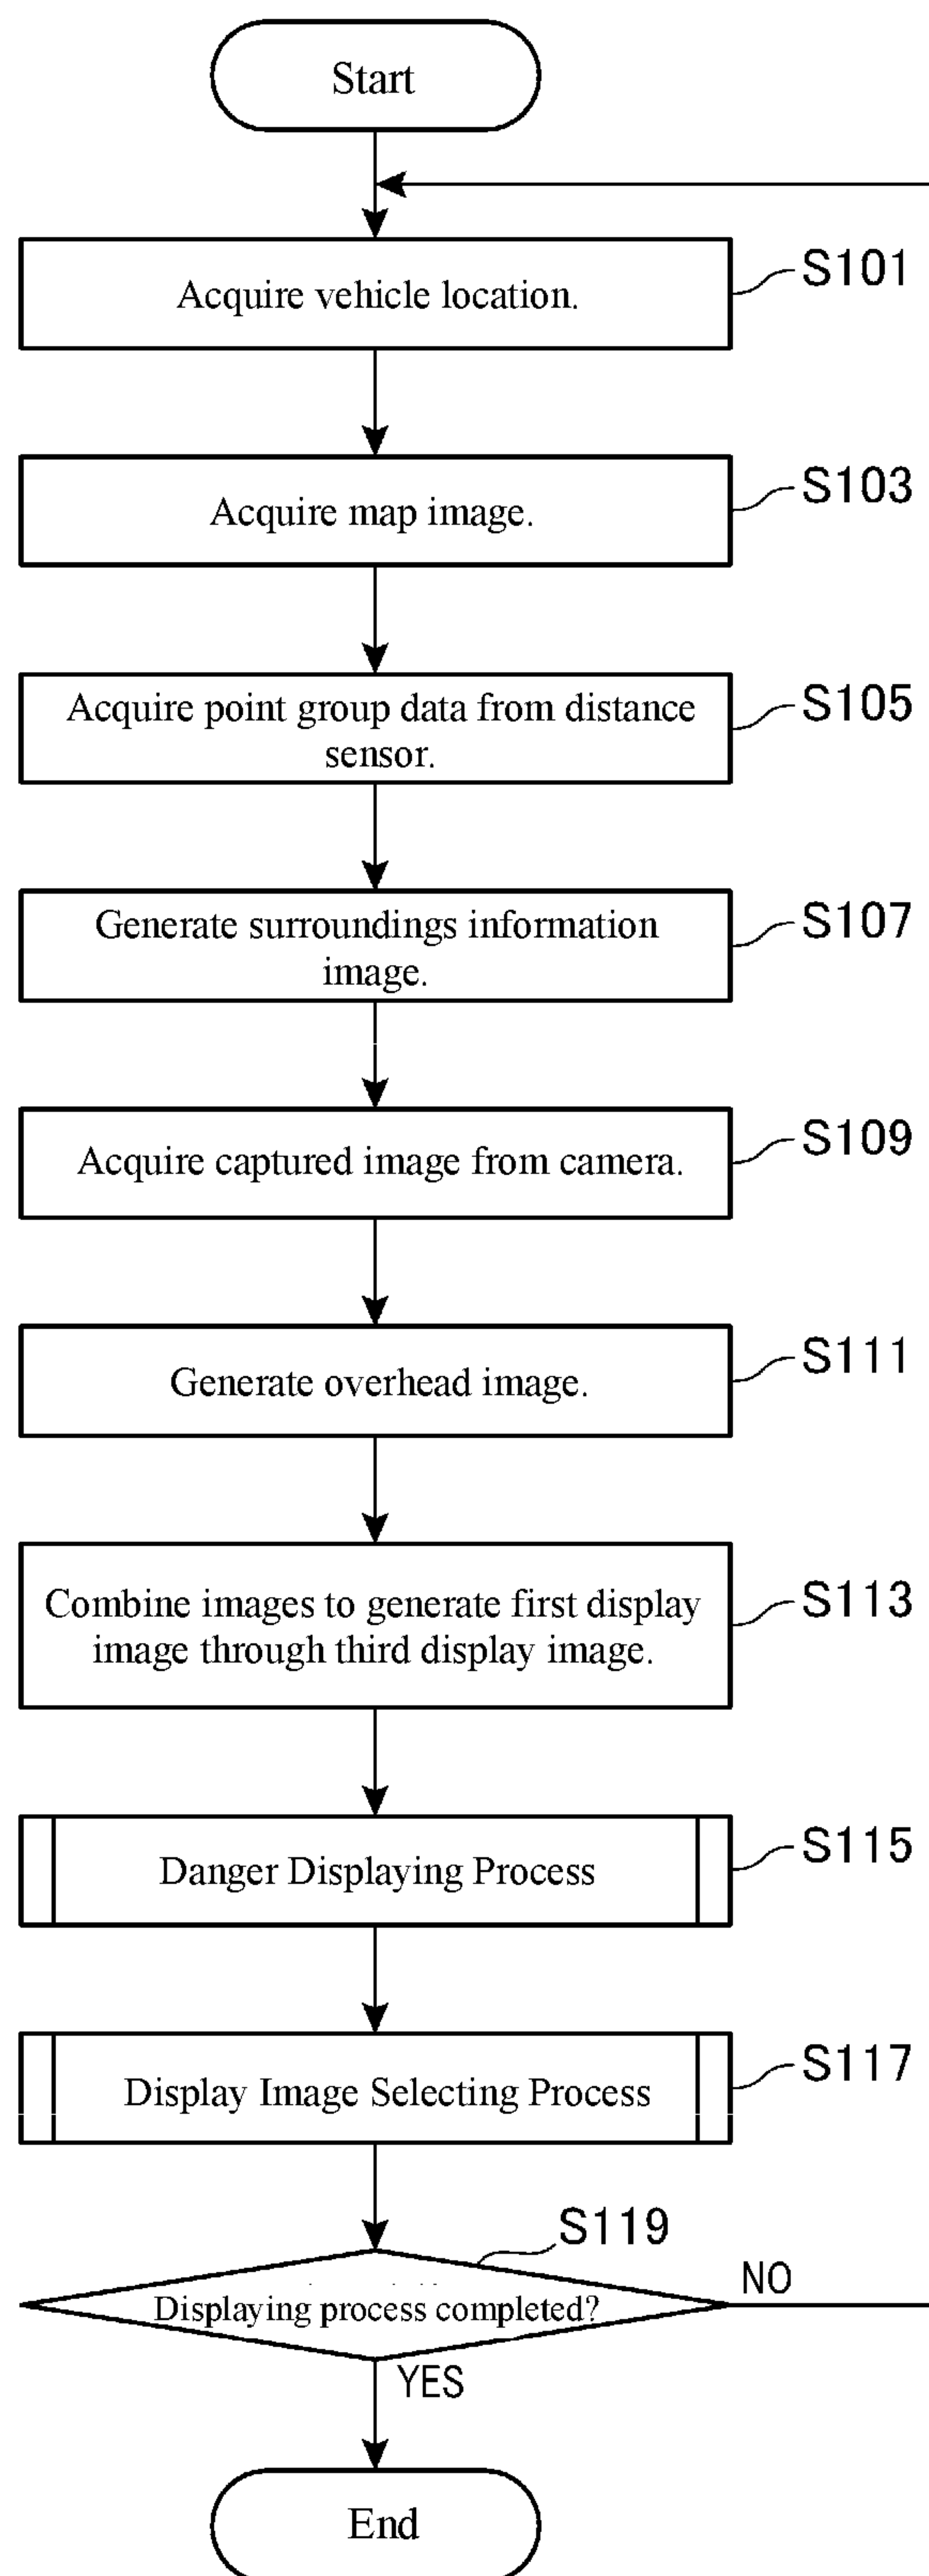 Start
Acquire vehicle location.
S101
Acquire map image.
S103
Acquire point group data from distance
sensor.
S105
Generate surroundings information
image.
S107
Acquire captured image from camera.
S109
Generate overhead image.
S111
Combine images to generate first display
image through third display image.
S113
Danger Displaying Process
S115
Display Image Selecting Process
S117
S119
Displaying process completed?
NO
YES
End